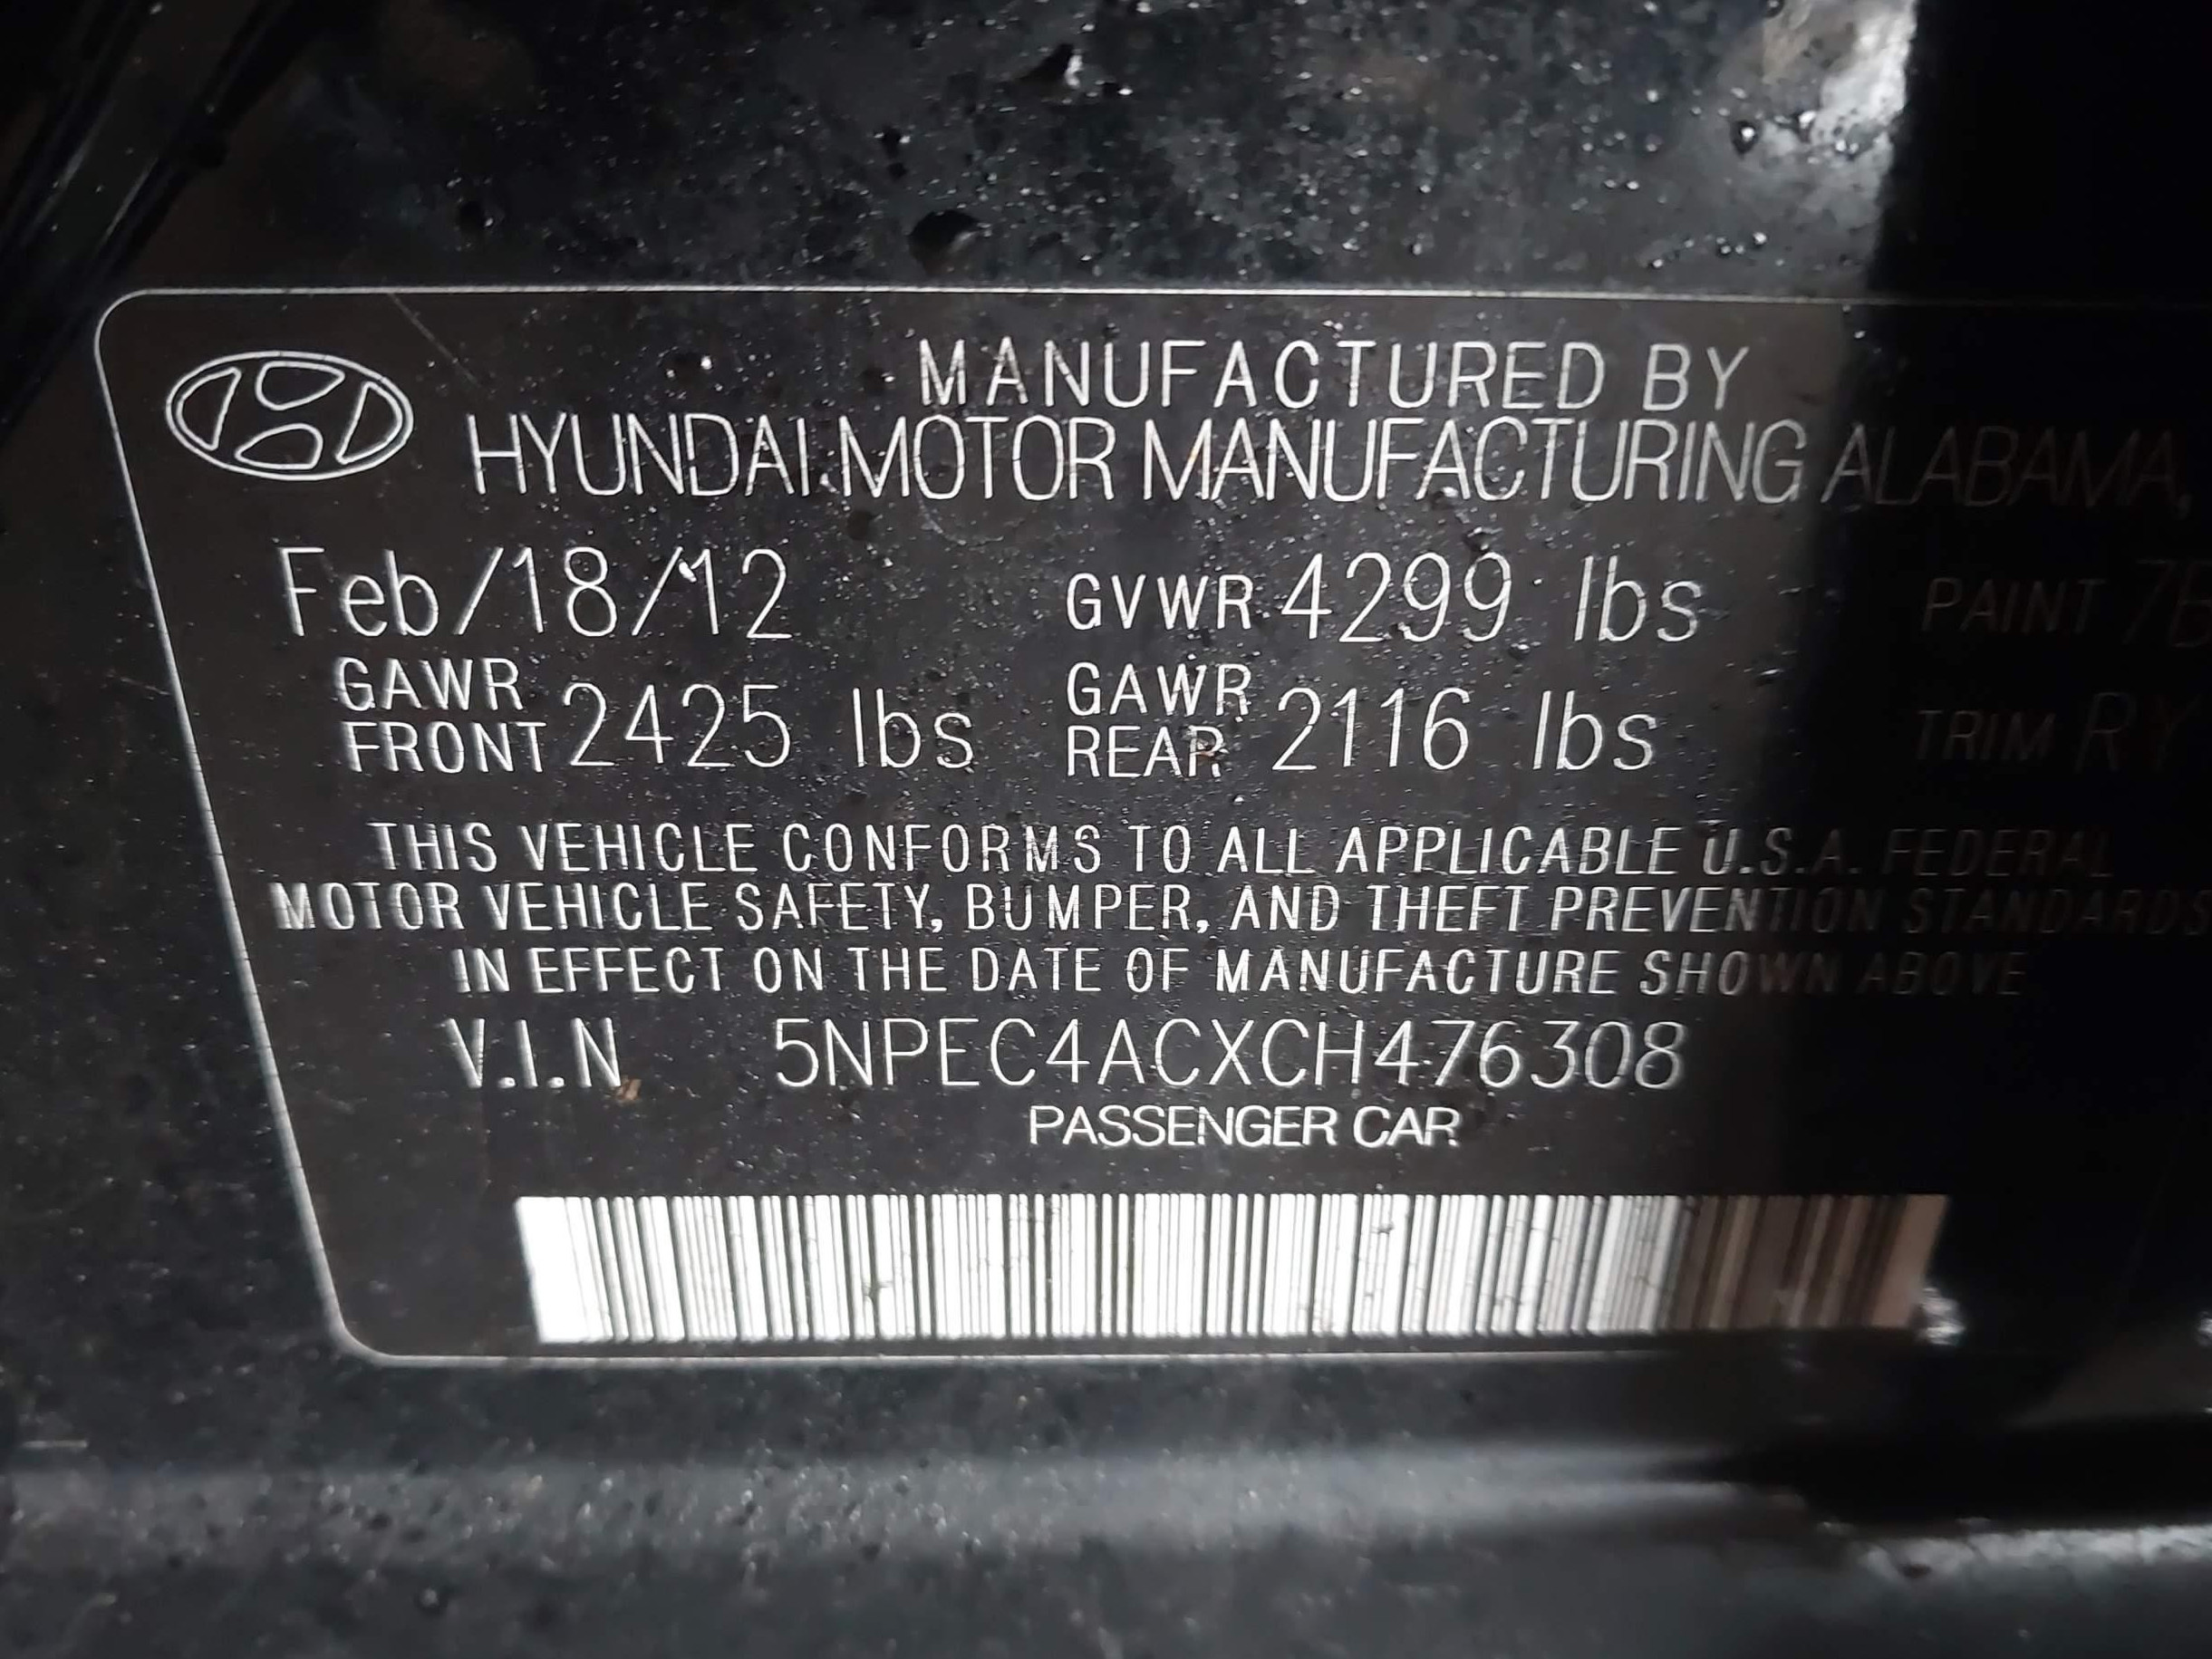 MANUFACTURED BY
HYUNDAI MOTOR MANUFACTURING ALABAMA,
Feb/18/12 GVWR 4299 lbs PAINT
GAWR FRONT 2425 lbs GAWR REAR 2116 lbs TRIM RY
THIS VEHICLE CONFORMS TO ALL APPLICABLE U.S.A. FEDERAL
MOTOR VEHICLE SAFETY, BUMPER, AND THEFT PREVENTION STANDARDS
IN EFFECT ON THE DATE OF MANUFACTURE SHOWN ABOVE
V.I.N 5NPEC4ACXCH476308
PASSENGER CAR